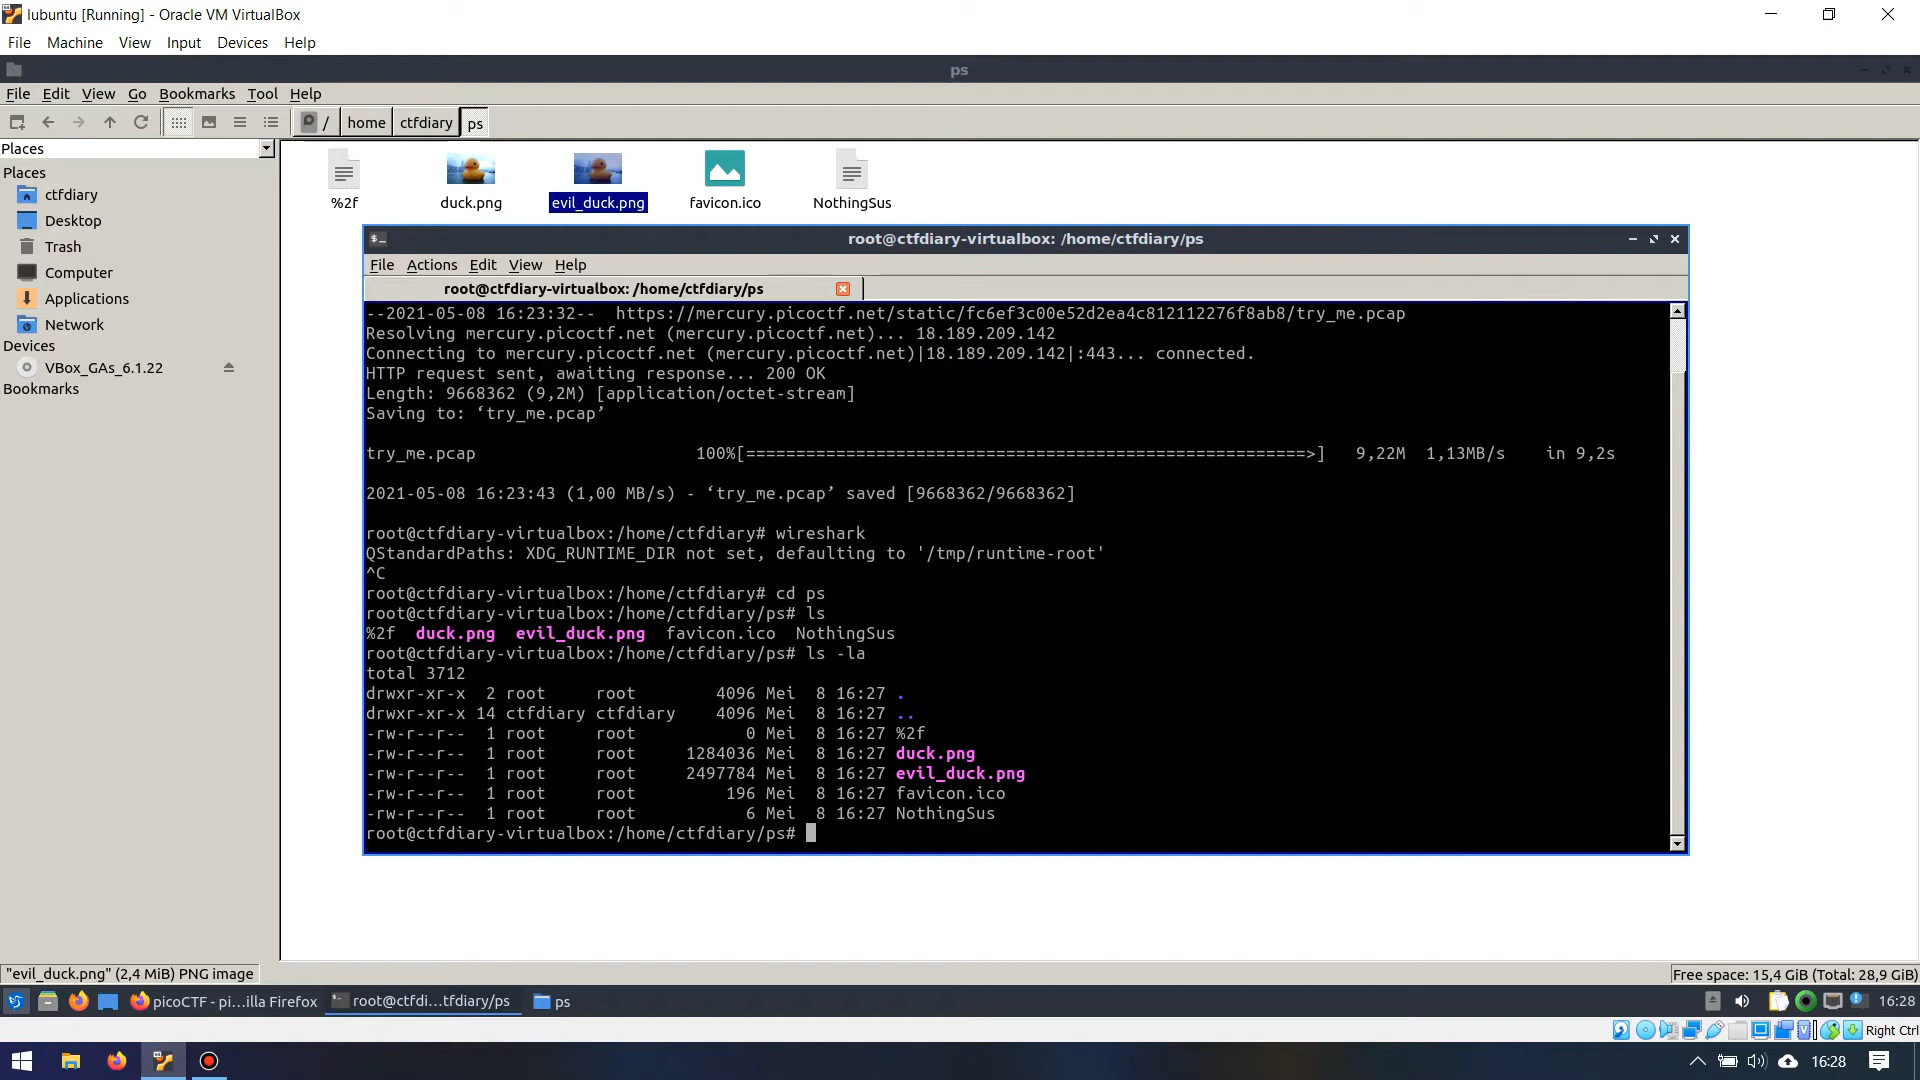 lubuntu [Running] - Oracle VM VirtualBox
File Machine View Input Devices Help
ps
File Edit View Go Bookmarks Tool Help
/ home ctfdiary ps
Places
Places
ctfdiary
Desktop
Trash
Computer
Applications
Network
Devices
VBox_GAs_6.1.22
Bookmarks
%2f duck.png evil_duck.png favicon.ico NothingSus
root@ctfdiary-virtualbox: /home/ctfdiary/ps
File Actions Edit View Help
root@ctfdiary-virtualbox: /home/ctfdiary/ps
--2021-05-08 16:23:32--  https://mercury.picoctf.net/static/fc6ef3c00e52d2ea4c812112276f8ab8/try_me.pcap
Resolving mercury.picoctf.net (mercury.picoctf.net)... 18.189.209.142
Connecting to mercury.picoctf.net (mercury.picoctf.net)|18.189.209.142|:443... connected.
HTTP request sent, awaiting response... 200 OK
Length: 9668362 (9,2M) [application/octet-stream]
Saving to: ‘try_me.pcap’
try_me.pcap 100%[========================================================>] 9,22M 1,13MB/s in 9,2s
2021-05-08 16:23:43 (1,00 MB/s) - ‘try_me.pcap’ saved [9668362/9668362]
root@ctfdiary-virtualbox:/home/ctfdiary# wireshark
QStandardPaths: XDG_RUNTIME_DIR not set, defaulting to '/tmp/runtime-root'
^C
root@ctfdiary-virtualbox:/home/ctfdiary# cd ps
root@ctfdiary-virtualbox:/home/ctfdiary/ps# ls
%2f duck.png evil_duck.png favicon.ico NothingSus
root@ctfdiary-virtualbox:/home/ctfdiary/ps# ls -la
total 3712
drwxr-xr-x 2 root root 4096 Mei 8 16:27 .
drwxr-xr-x 14 ctfdiary ctfdiary 4096 Mei 8 16:27 ..
-rw-r--r-- 1 root root 0 Mei 8 16:27 %2f
-rw-r--r-- 1 root root 1284036 Mei 8 16:27 duck.png
-rw-r--r-- 1 root root 2497784 Mei 8 16:27 evil_duck.png
-rw-r--r-- 1 root root 196 Mei 8 16:27 favicon.ico
-rw-r--r-- 1 root root 6 Mei 8 16:27 NothingSus
root@ctfdiary-virtualbox:/home/ctfdiary/ps#
"evil_duck.png" (2,4 MiB) PNG image Free space: 15,4 GiB (Total: 28,9 GiB)
picoCTF - pi...illa Firefox root@ctfdi...tfdiary/ps ps 16:28
Right Ctrl
16:28